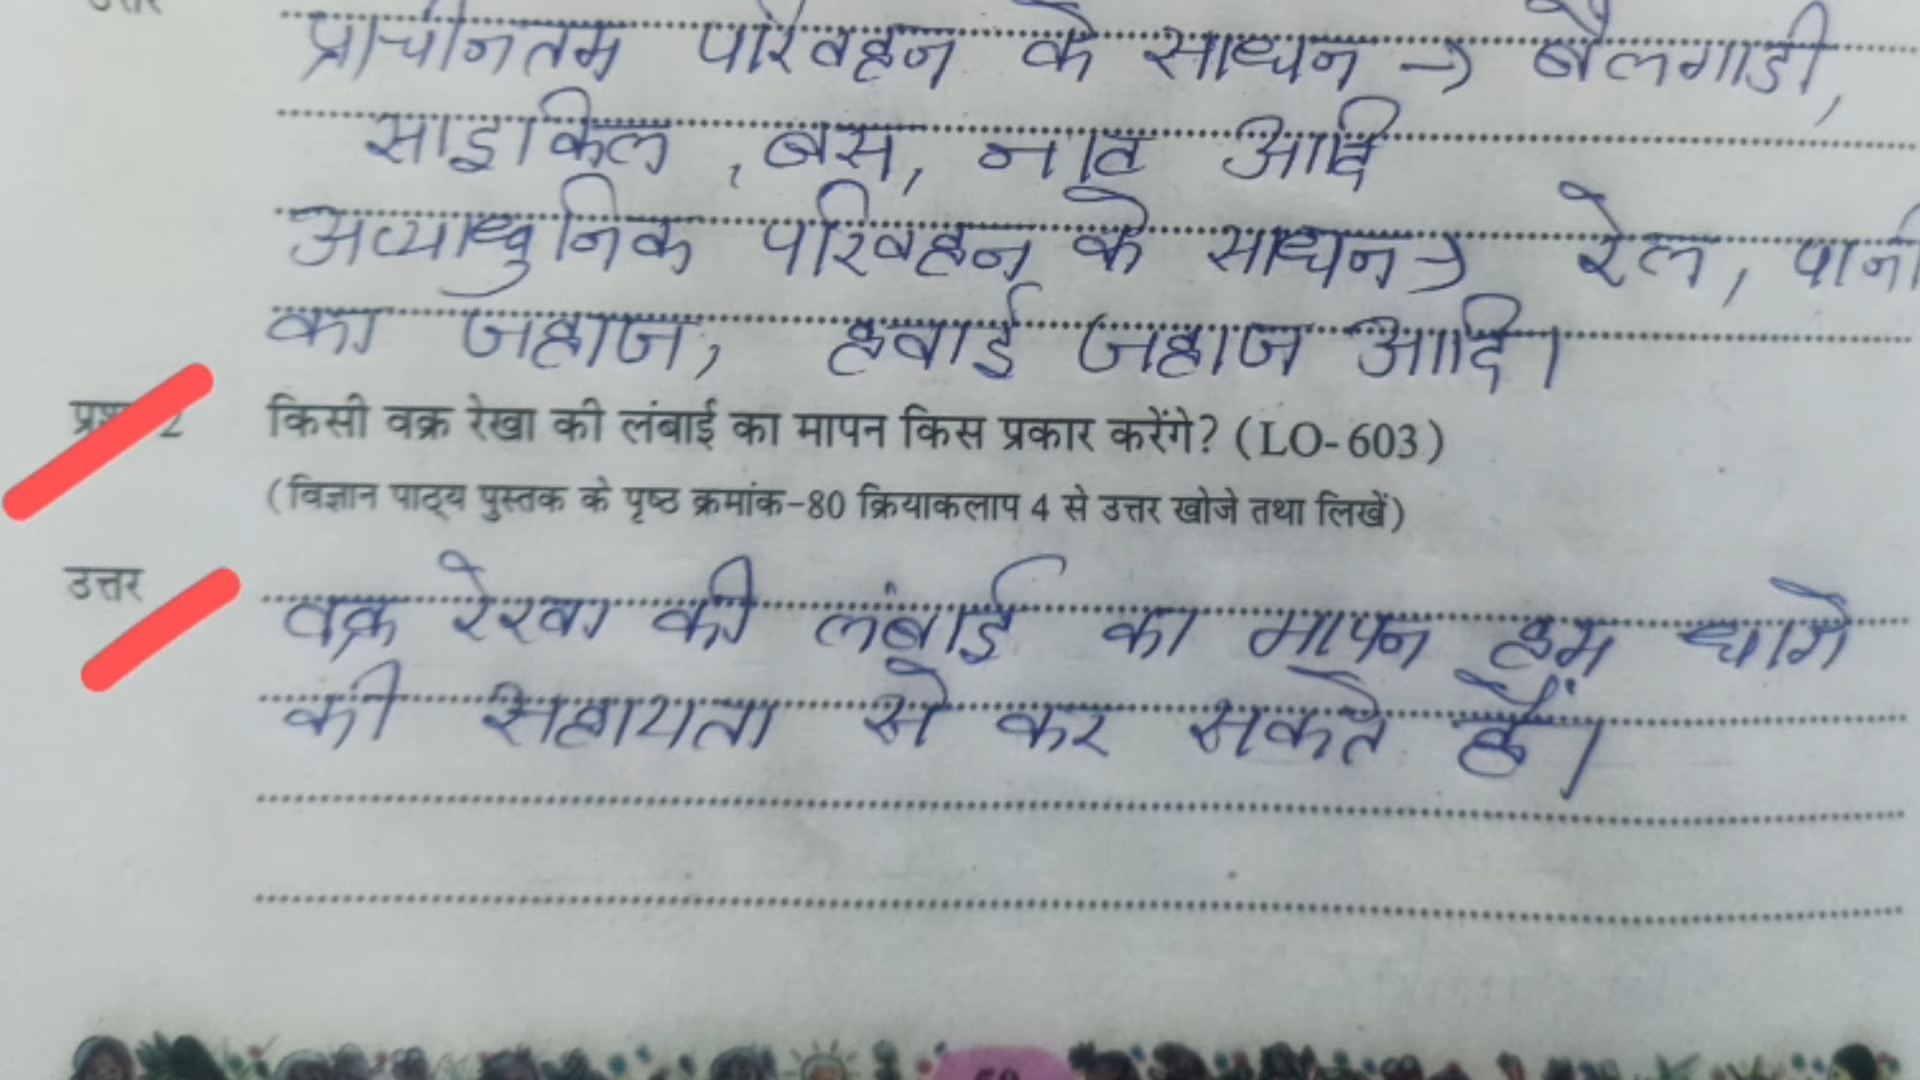 उत्तर
प्राचीनतम परिवहन के साधन → बैलगाडी,
साइकिल, बस, नाव आदि
अत्याधुनिक परिवहन के साधन → रेल, पानी
का जहाज, हवाई जहाज आदि।
प्रश्न 2 किसी वक्र रेखा की लंबाई का मापन किस प्रकार करेंगे? (LO-603)
(विज्ञान पाठ्य पुस्तक के पृष्ठ क्रमांक-80 क्रियाकलाप 4 से उत्तर खोजे तथा लिखें)
उत्तर वक्र रेखा की लंबाई का मापन हम धागे
की सहायता से कर सकते हैं।